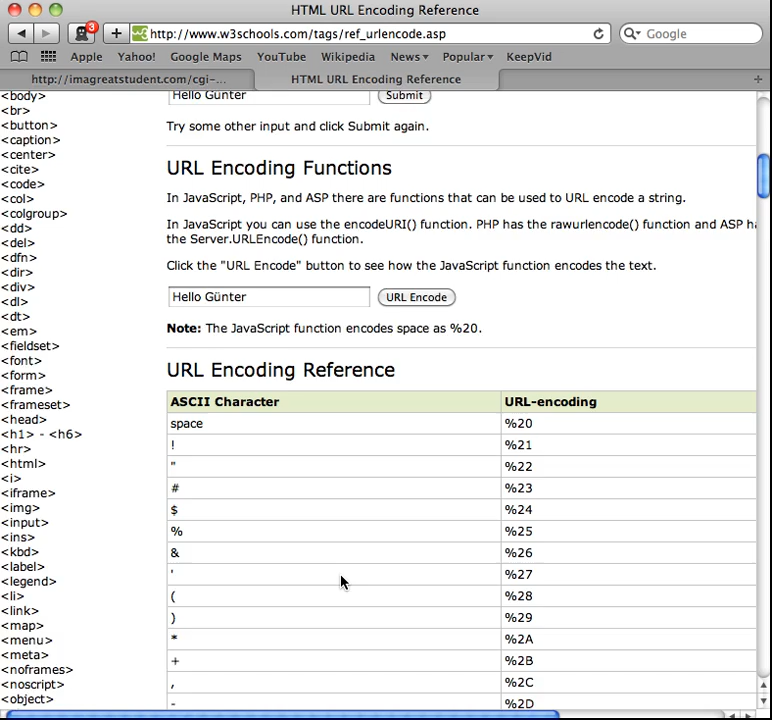 HTML URL Encoding Reference
3
http://www.w3schools.com/tags/ref_urlencode.asp
Google
Apple Yahoo! Google Maps YouTube Wikipedia News Popular KeepVid
http://imagreatstudent.com/cgi-... HTML URL Encoding Reference
<body>
<br>
<button>
<caption>
<center>
<cite>
<code>
<col>
<colgroup>
<dd>
<del>
<dfn>
<dir>
<div>
<dl>
<dt>
<em>
<fieldset>
<font>
<form>
<frame>
<frameset>
<head>
<h1> - <h6>
<hr>
<html>
<i>
<iframe>
<img>
<input>
<ins>
<kbd>
<label>
<legend>
<li>
<link>
<map>
<menu>
<meta>
<noframes>
<noscript>
<object>
Hello Günter Submit
Try some other input and click Submit again.
URL Encoding Functions
In JavaScript, PHP, and ASP there are functions that can be used to URL encode a string.
In JavaScript you can use the encodeURI() function. PHP has the rawurlencode() function and ASP ha
the Server.URLEncode() function.
Click the "URL Encode" button to see how the JavaScript function encodes the text.
Hello Günter URL Encode
Note: The JavaScript function encodes space as %20.
URL Encoding Reference
ASCII Character URL-encoding
space %20
! %21
" %22
# %23
$ %24
% %25
& %26
' %27
( %28
) %29
* %2A
+ %2B
, %2C
- %2D